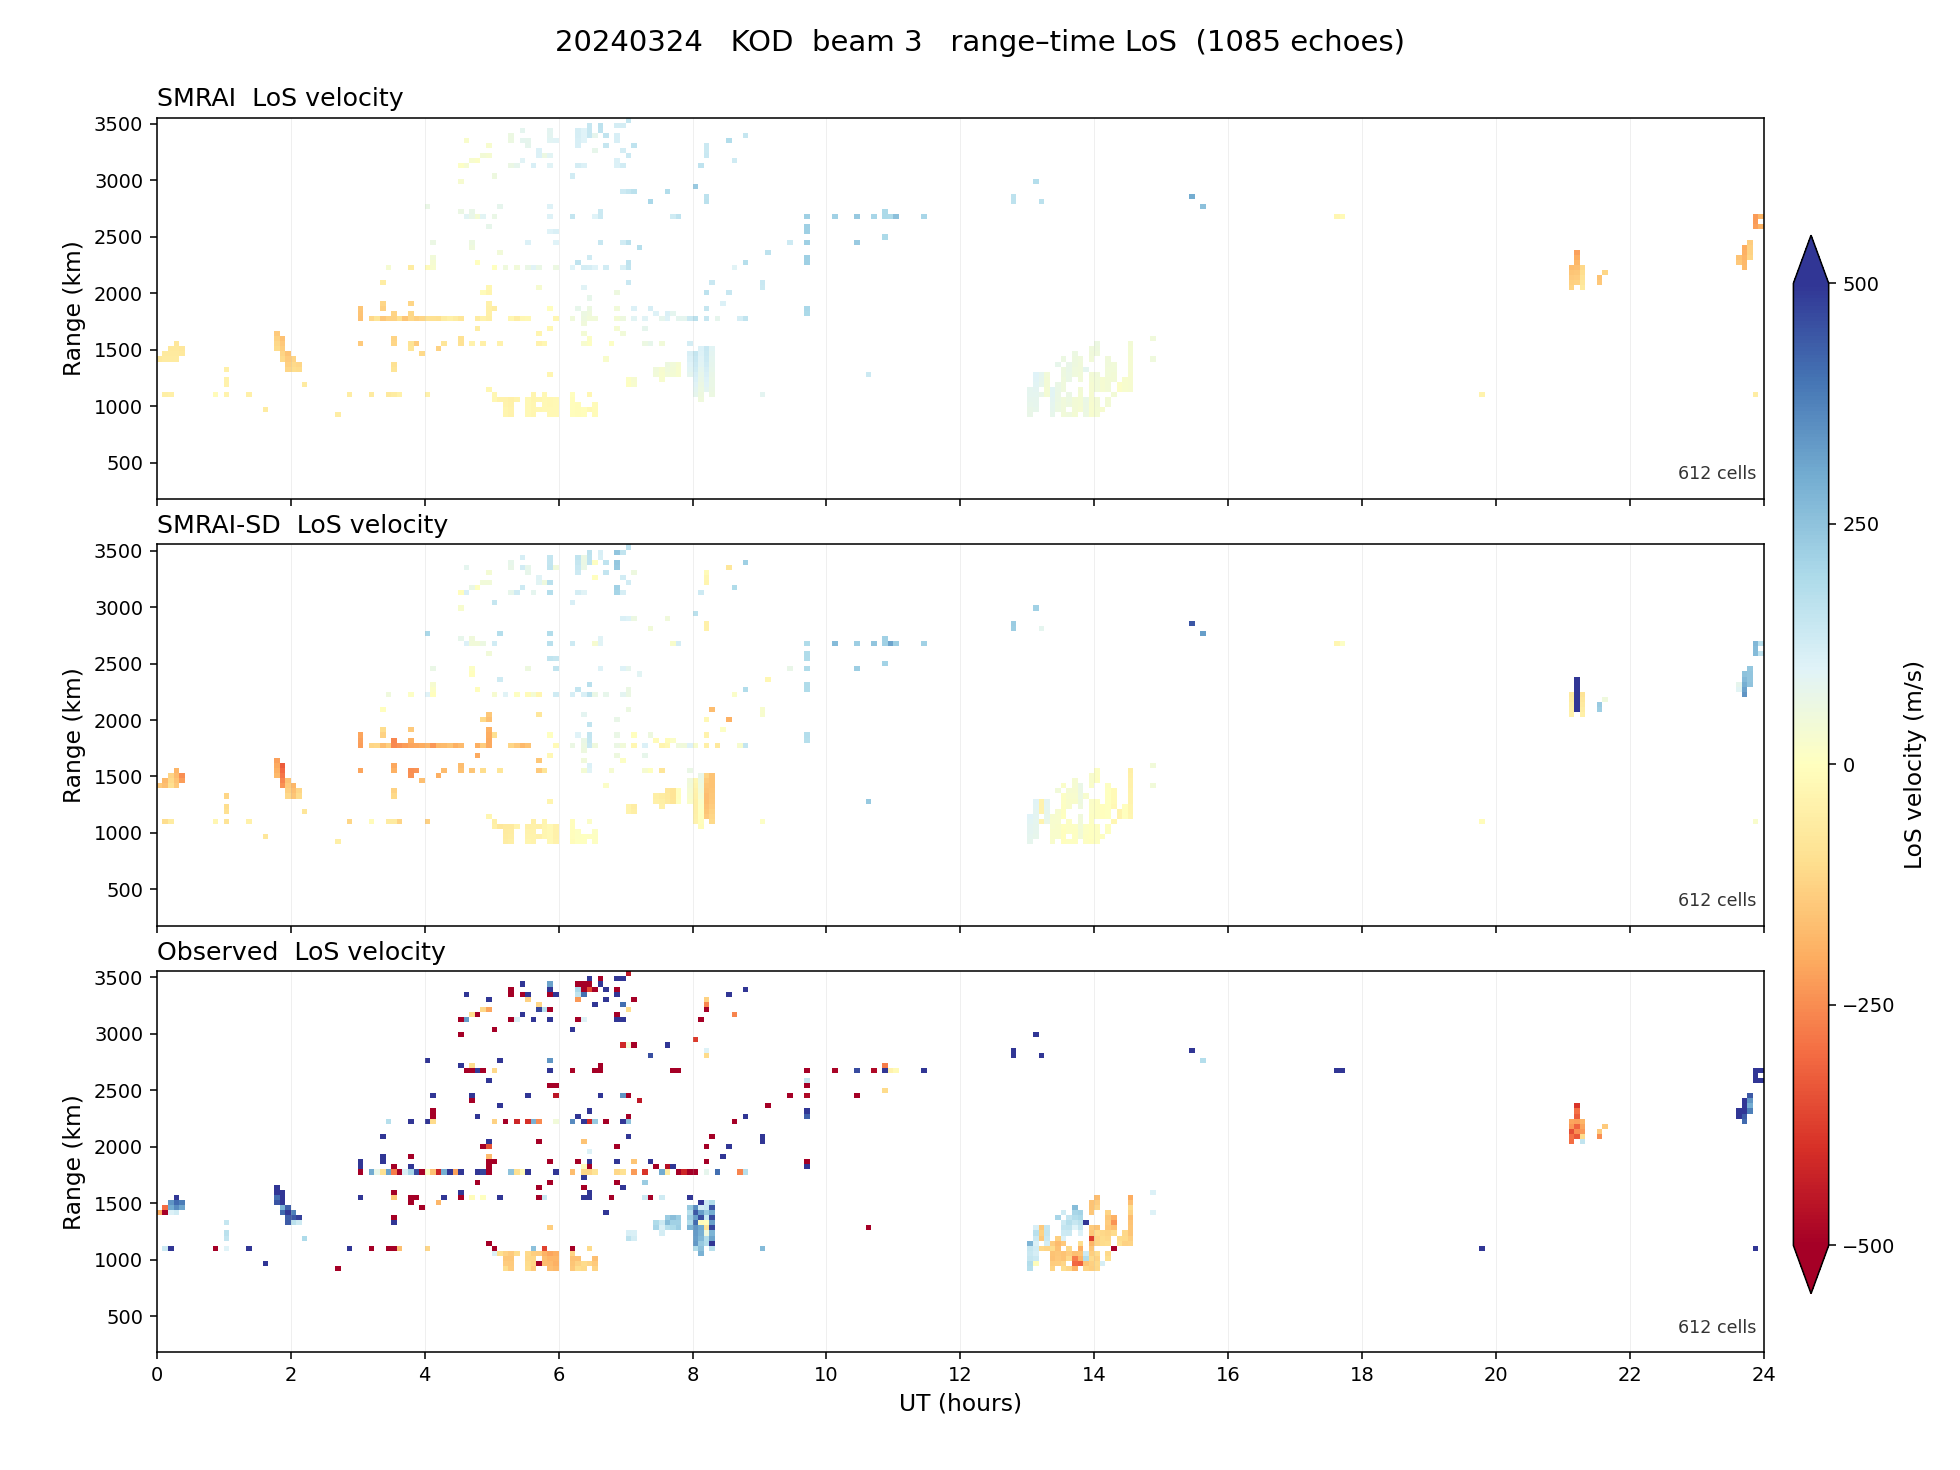 20240324   KOD  beam 3   range–time LoS  (1085 echoes)
SMRAI  LoS velocity
3500
3000
2500
2000
1500
1000
500
Range (km)
612 cells
SMRAI-SD  LoS velocity
3500
3000
2500
2000
1500
1000
500
Range (km)
612 cells
Observed  LoS velocity
3500
3000
2500
2000
1500
1000
500
Range (km)
612 cells
0 2 4 6 8 10 12 14 16 18 20 22 24
UT (hours)
500
250
0
−250
−500
LoS velocity (m/s)